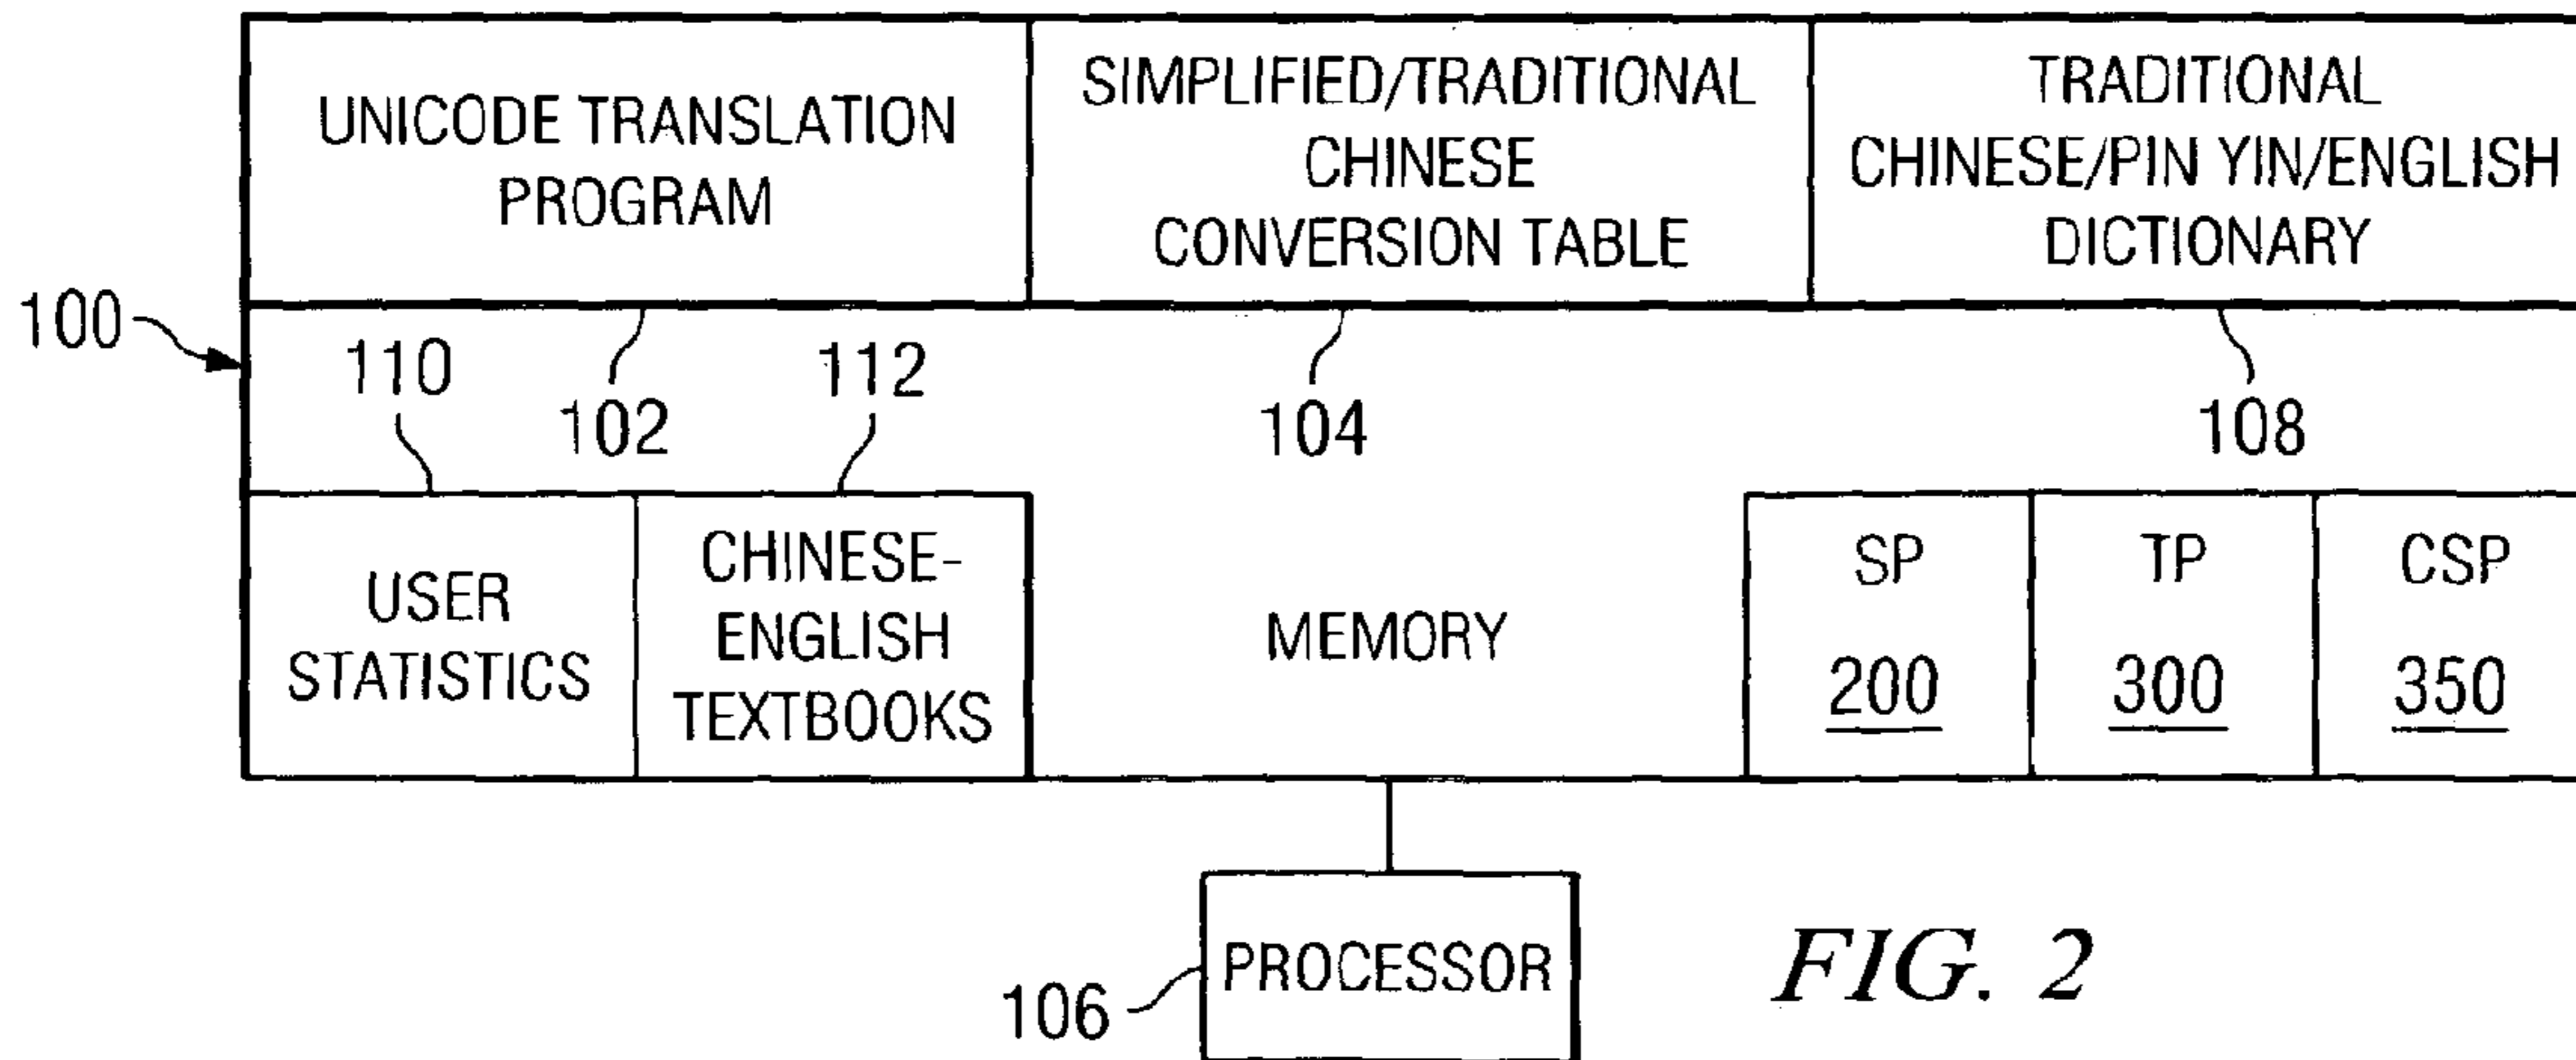 UNICODE TRANSLATION
PROGRAM
SIMPLIFIED/TRADITIONAL
CHINESE
CONVERSION TABLE
TRADITIONAL
CHINESE/PIN YIN/ENGLISH
DICTIONARY
100
110
102
112
104
108
USER
STATISTICS
CHINESE-
ENGLISH
TEXTBOOKS
MEMORY
SP
200
TP
300
CSP
350
106
PROCESSOR
FIG. 2